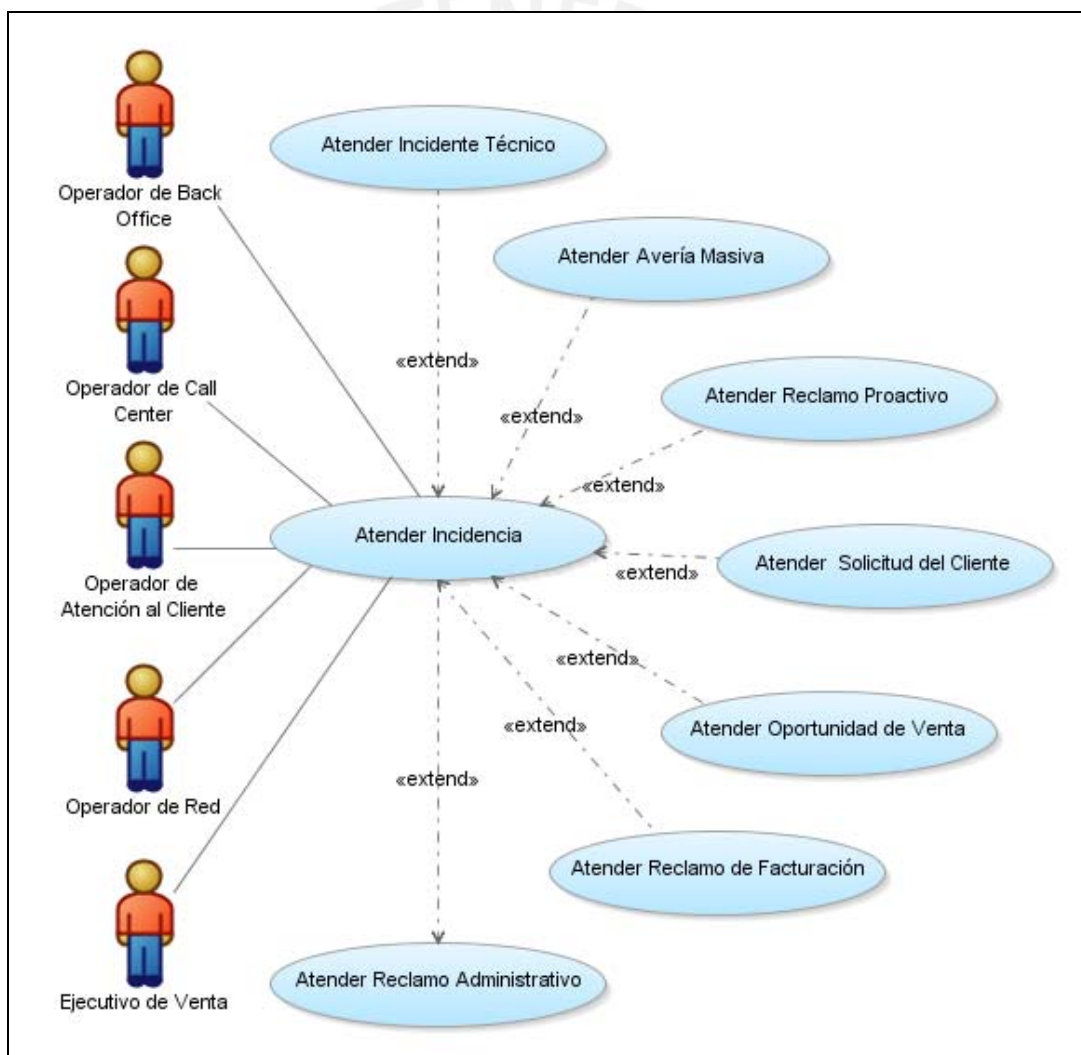 Atender Incidente Técnico
Operador de Back
Office
Atender Avería Masiva
«extend»
Operador de Call
Center
Atender Reclamo Proactivo
«extend»
«extend»
Atender Incidencia
Atender Solicitud del Cliente
«extend»
Operador de
Atención al Cliente
«extend»
«extend»
Atender Oportunidad de Venta
«extend»
Operador de Red
Atender Reclamo de Facturación
Atender Reclamo Administrativo
Ejecutivo de Venta